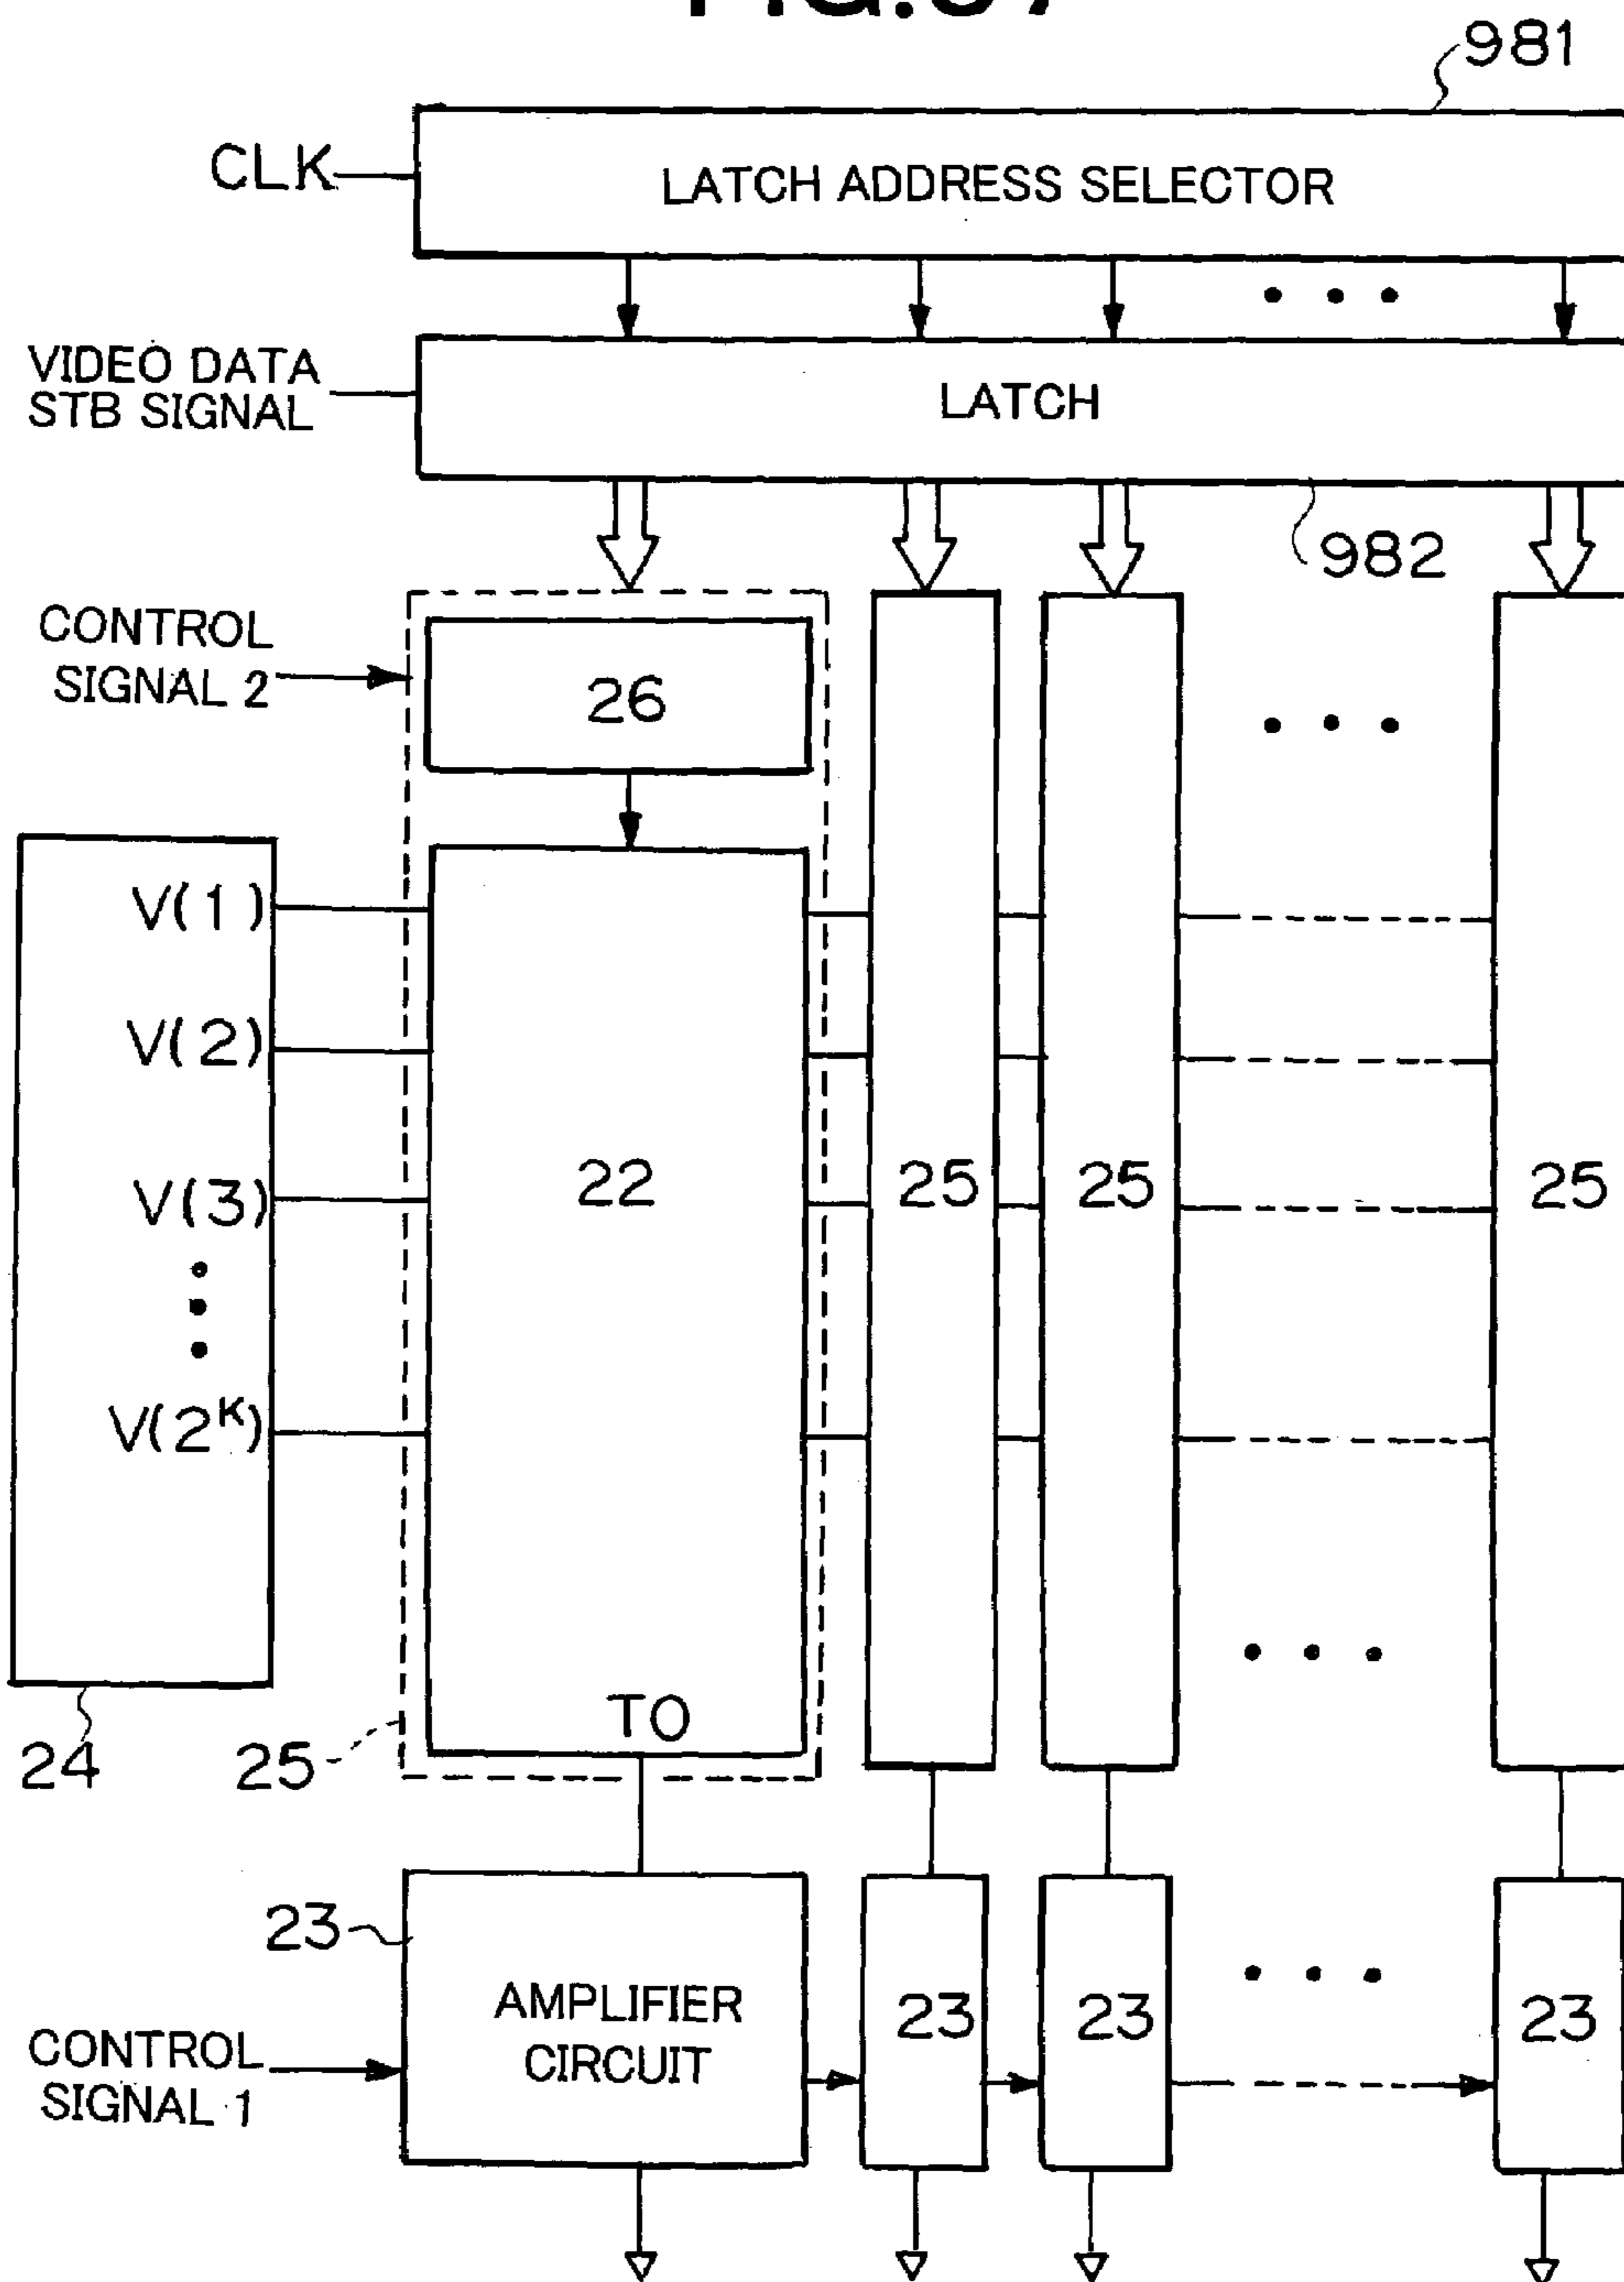 FIG.
981
CLK
LATCH ADDRESS SELECTOR
VIDEO DATA
STB SIGNAL
LATCH
982
CONTROL
SIGNAL 2
26
V(1)
V(2)
V(3)
V(2^K)
22
25
25
25
TO
24
25
23
AMPLIFIER
CIRCUIT
23
23
23
CONTROL
SIGNAL 1